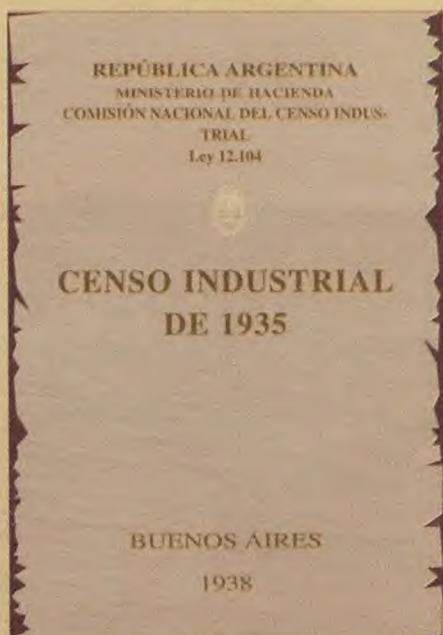 REPÚBLICA ARGENTINA
MINISTERIO DE HACIENDA
COMISIÓN NACIONAL DEL CENSO INDUS-
TRIAL
Ley 12.104
CENSO INDUSTRIAL
DE 1935
BUENOS AIRES
1938